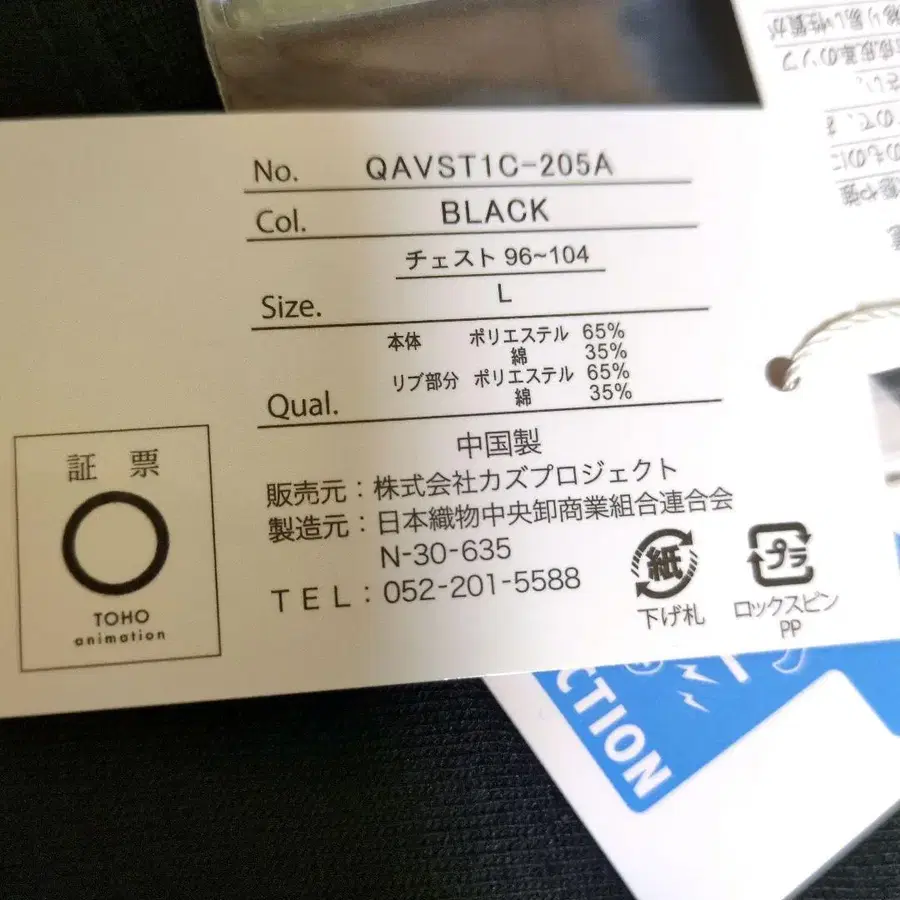 No. QAVST1C-205A
Col. BLACK
チェスト 96~104
Size. L
本体 ポリエステル 65%
綿 35%
リブ部分 ポリエステル 65%
綿 35%
Qual.
中国製
販売元：株式会社カズプロジェクト
製造元：日本織物中央卸商業組合連合会
N-30-635
TEL：052-201-5588
証 票
TOHO
animation
紙
下げ札
プラ
ロックスピン
PP
CTION